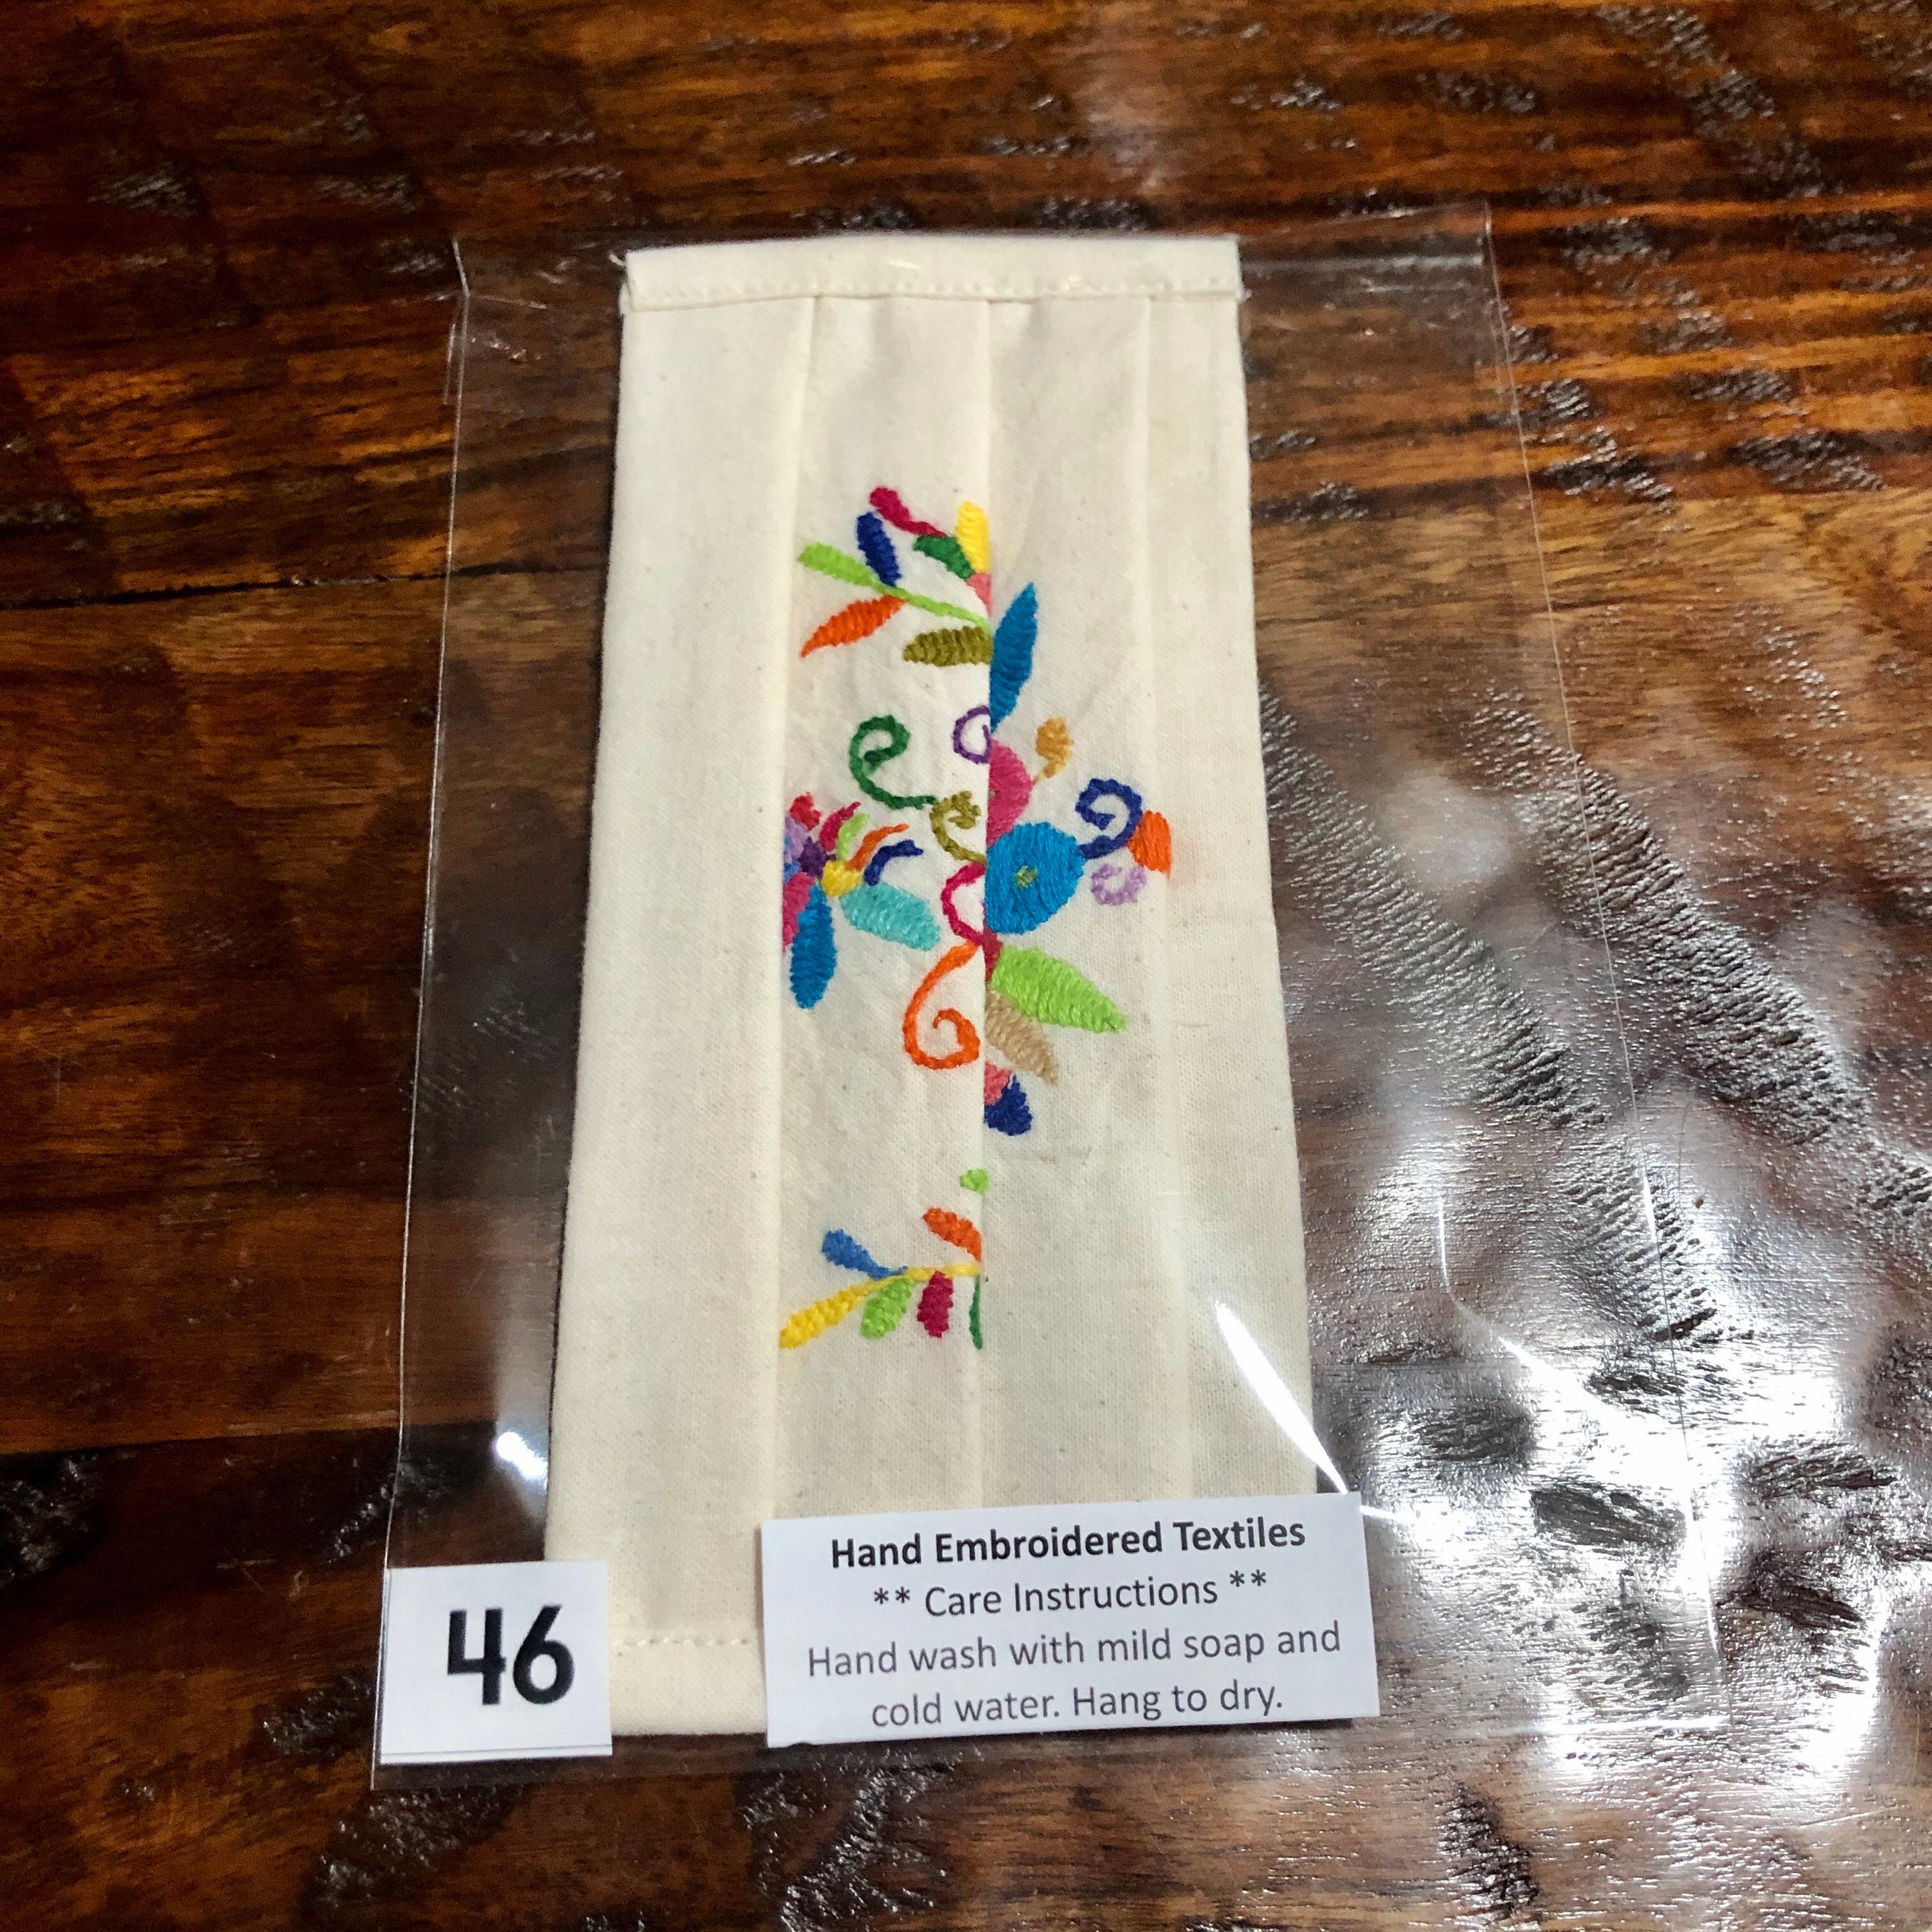 Hand Embroidered Textiles
** Care Instructions **
Hand wash with mild soap and
cold water. Hang to dry.
46